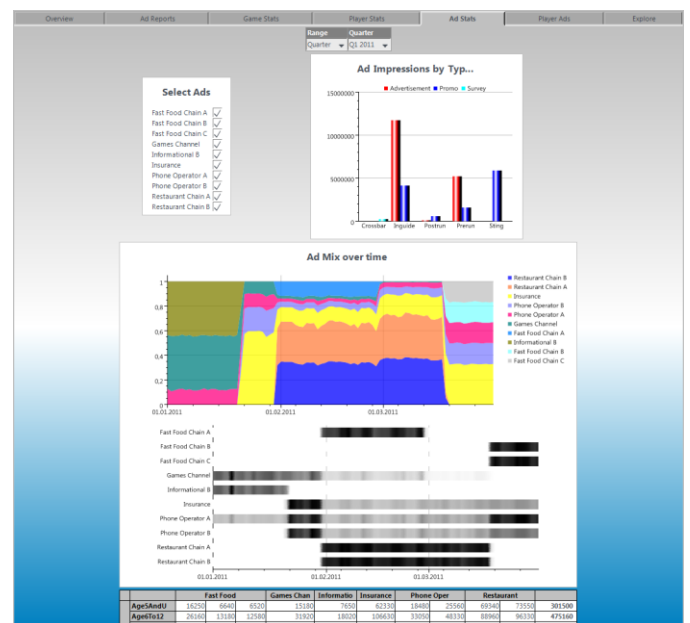 Overview Ad Reports Game Stats Player Stats Ad Stats Player Ads Explore
Range Quarter
Quarter Q1 2011
Select Ads
Fast Food Chain A
Fast Food Chain B
Fast Food Chain C
Games Channel
Informational B
Insurance
Phone Operator A
Phone Operator B
Restaurant Chain A
Restaurant Chain B
Ad Impressions by Typ...
Advertisement Promo Survey
15000000
10000000
5000000
0
Crossbar Inguide Postrun Prerun Sting
Ad Mix over time
1
0,8
0,6
0,4
0,2
0
01.01.2011 01.02.2011 01.03.2011
Restaurant Chain B
Restaurant Chain A
Insurance
Phone Operator B
Phone Operator A
Games Channel
Fast Food Chain A
Informational B
Fast Food Chain B
Fast Food Chain C
Fast Food Chain A
Fast Food Chain B
Fast Food Chain C
Games Channel
Informational B
Insurance
Phone Operator A
Phone Operator B
Restaurant Chain A
Restaurant Chain B
01.01.2011 01.02.2011 01.03.2011
Fast Food Games Chan Informatio Insurance Phone Oper Restaurant
Age5AndU 16250 6640 6520 15180 7650 62330 18480 25560 69340 73550 301500
Age6To12 26160 13180 12580 31920 18020 106630 33050 48330 88960 96330 475160